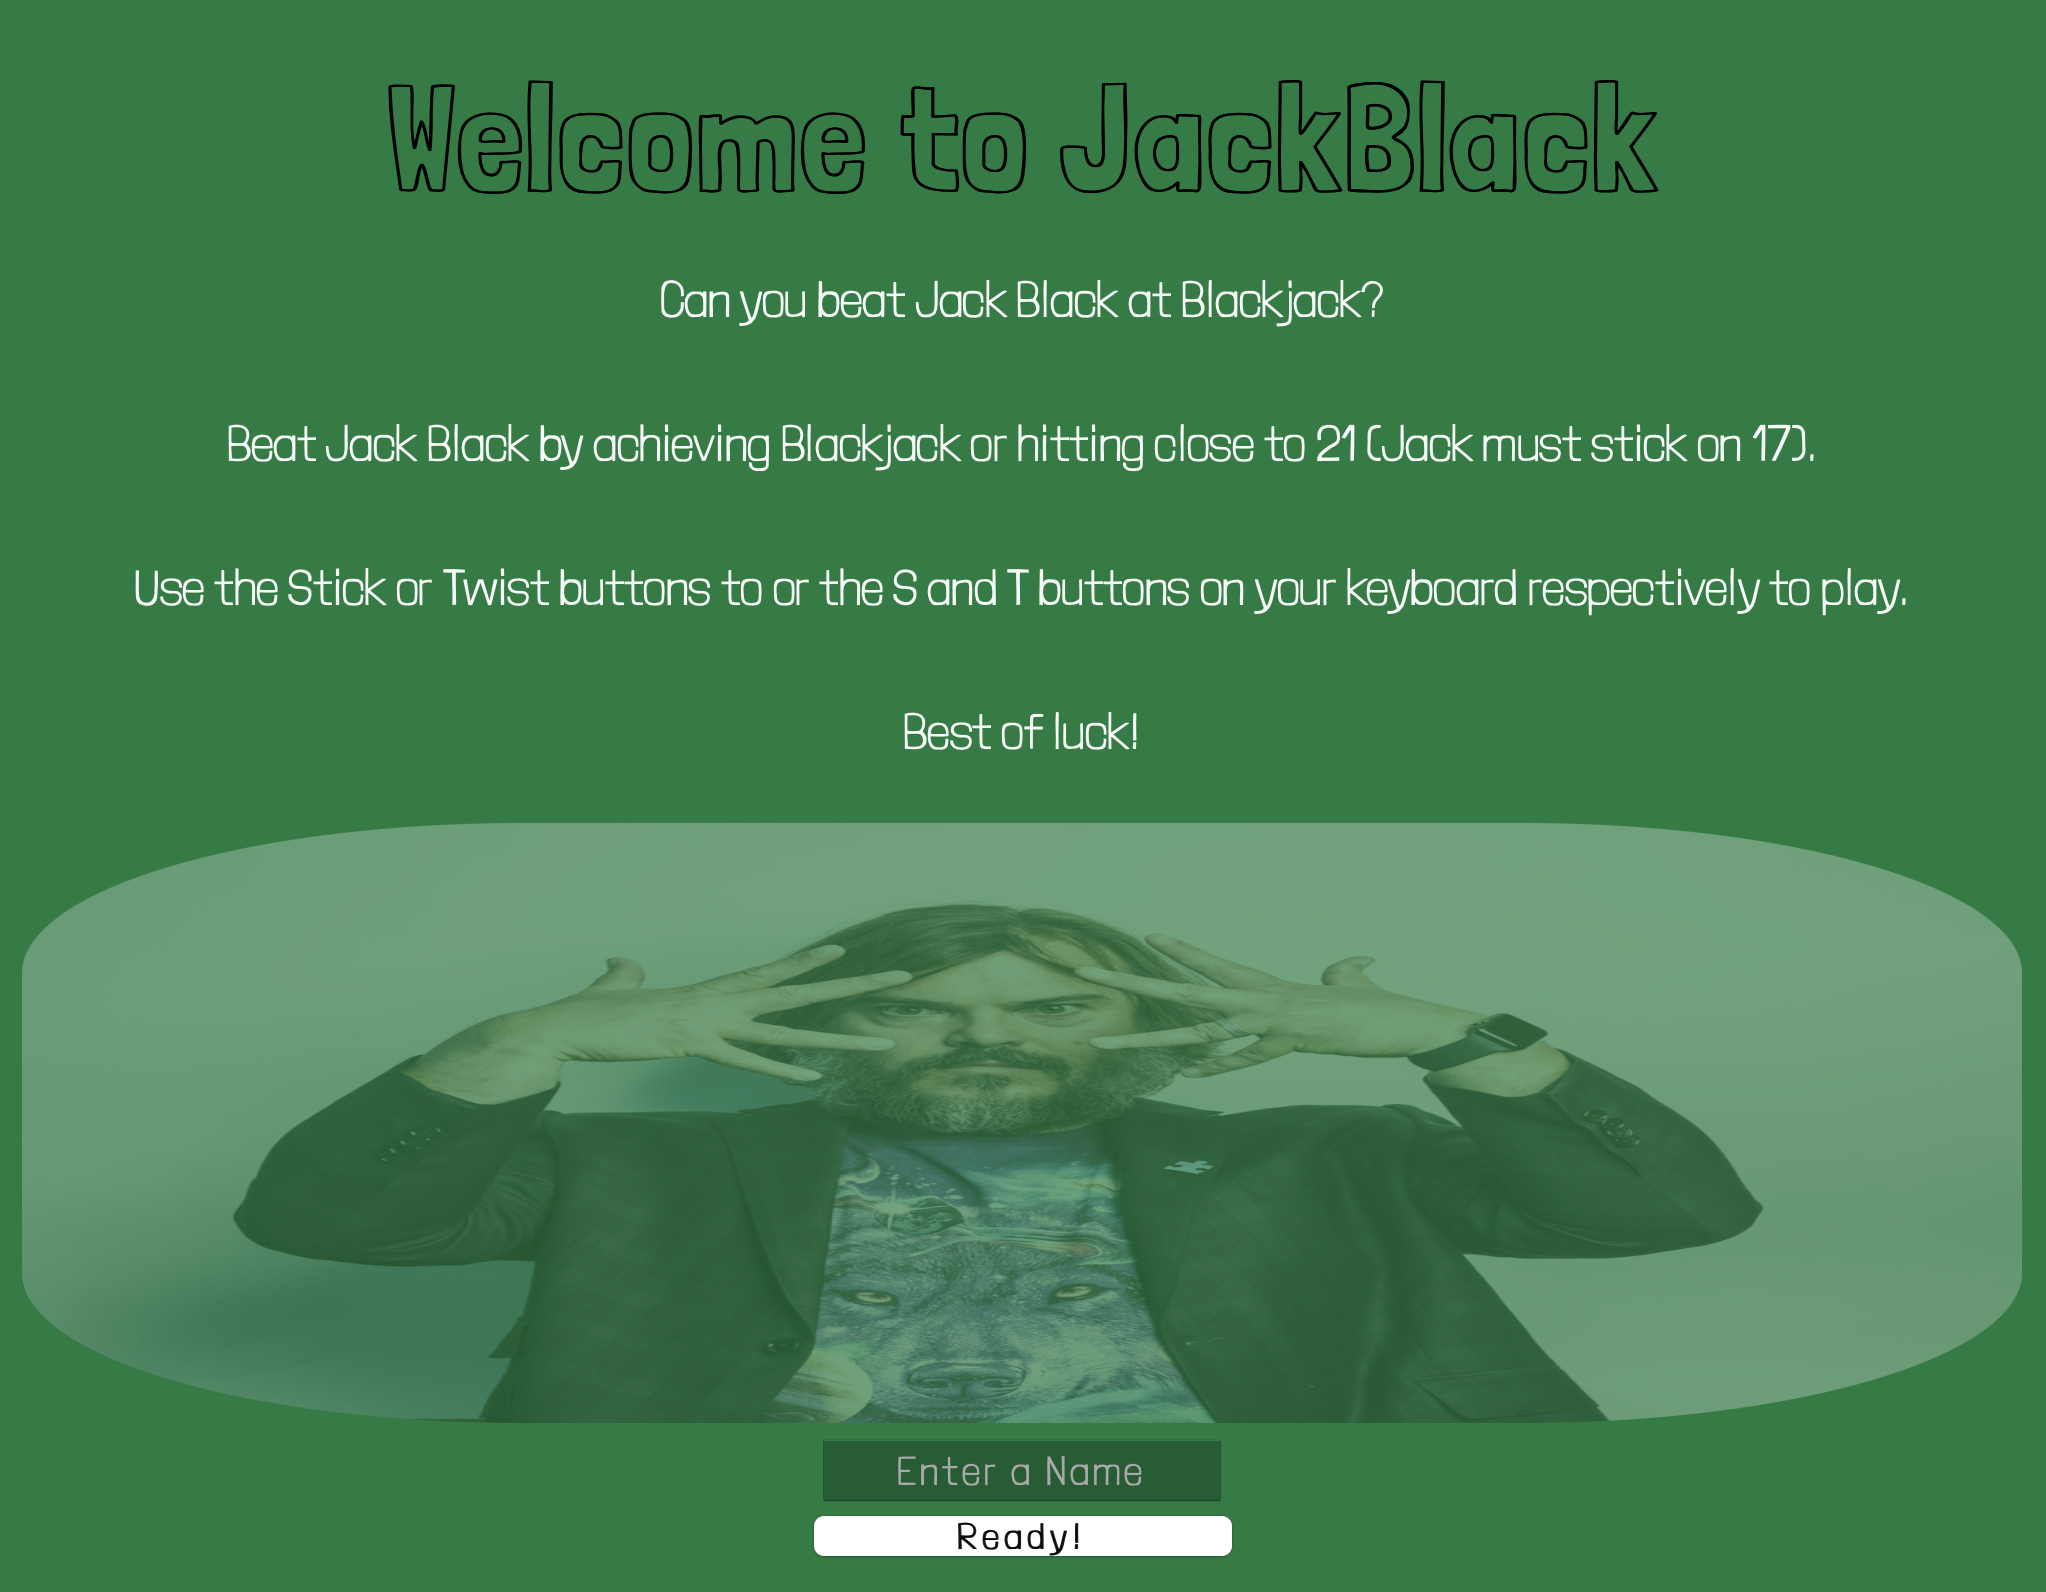 Welcome to JackBlack
Can you beat Jack Black at Blackjack?
Beat Jack Black by achieving Blackjack or hitting close to 21 (Jack must stick on 17).
Use the Stick or Twist buttons to or the S and T buttons on your keyboard respectively to play.
Best of luck!
Enter a Name
Ready!